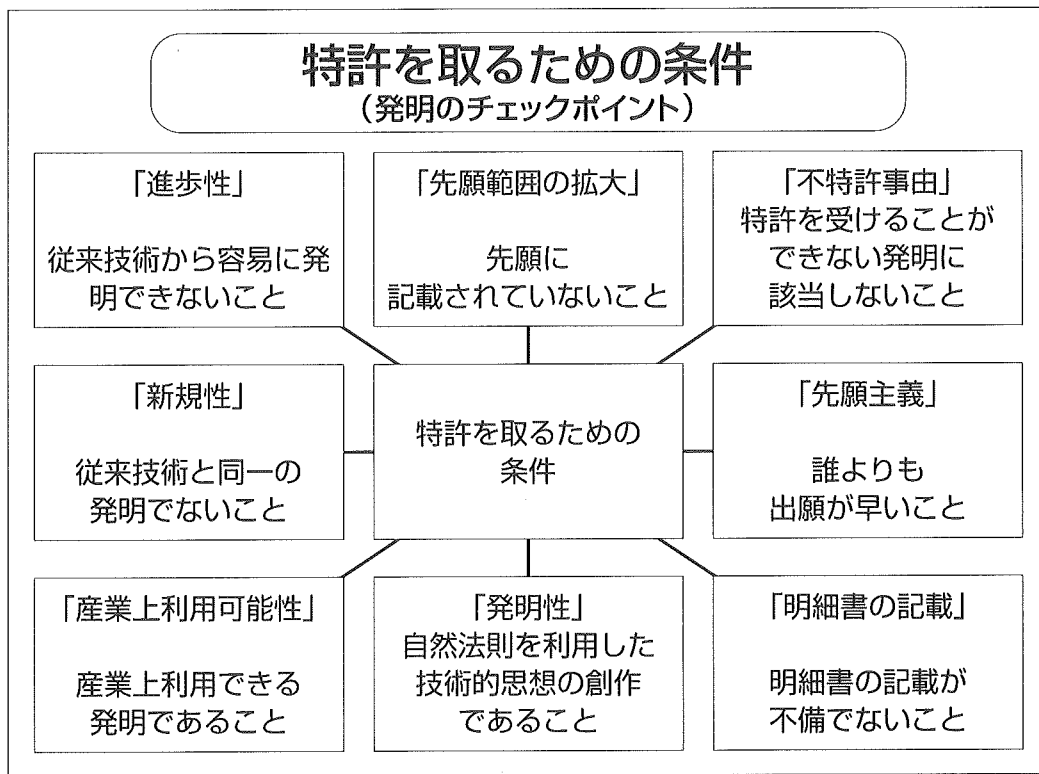 特許を取るための条件
（発明のチェックポイント）
「進歩性」
従来技術から容易に発
明できないこと
「先願範囲の拡大」
先願に
記載されていないこと
「不特許事由」
特許を受けることが
できない発明に
該当しないこと
「新規性」
従来技術と同一の
発明でないこと
特許を取るための
条件
「先願主義」
誰よりも
出願が早いこと
「産業上利用可能性」
産業上利用できる
発明であること
「発明性」
自然法則を利用した
技術的思想の創作
であること
「明細書の記載」
明細書の記載が
不備でないこと